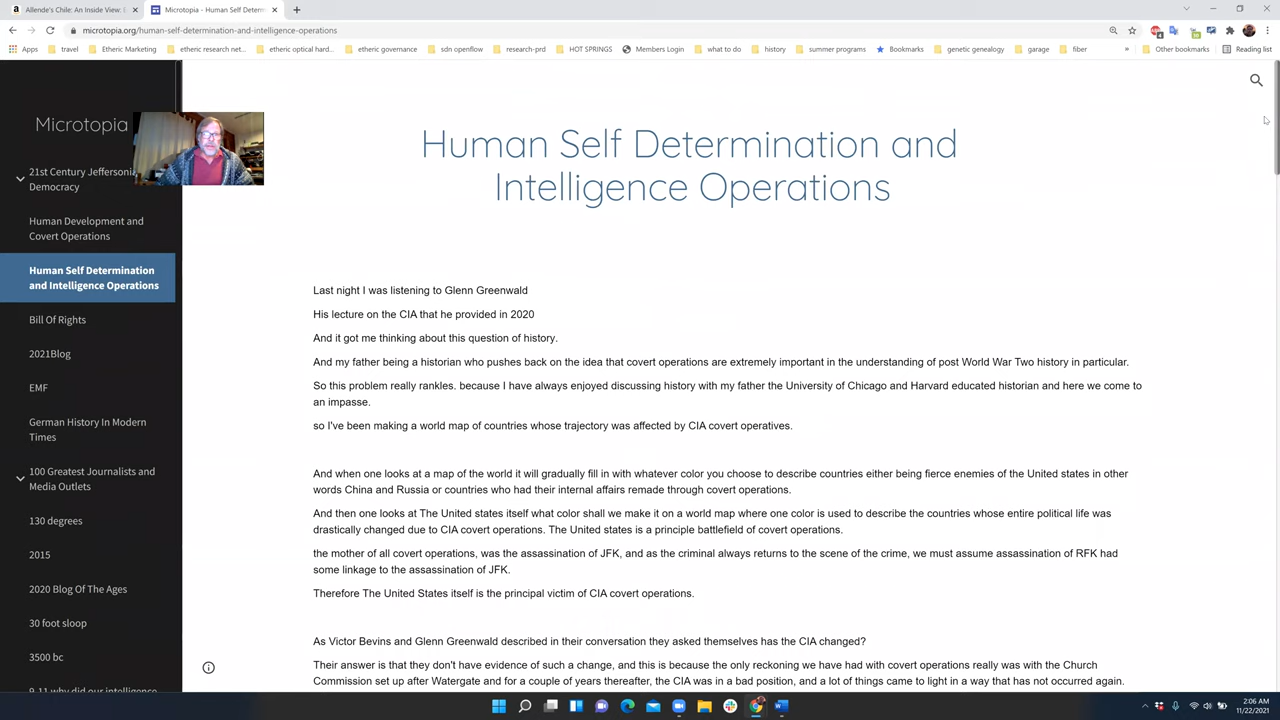 Allende's Chile: An Inside View: E
Microtopia - Human Self Determ
microtopia.org/human-self-determination-and-intelligence-operations
Apps
travel
Etheric Marketing
etheric research net...
etheric optical hard...
etheric governance
sdn openflow
research-prd
HOT SPRINGS
Members Login
what to do
history
summer programs
Bookmarks
genetic genealogy
garage
fiber
»
Other bookmarks
Reading list
Microtopia
21st Century Jeffersoni
Democracy
Human Development and
Covert Operations
Human Self Determination
and Intelligence Operations
Bill Of Rights
2021Blog
EMF
German History In Modern
Times
100 Greatest Journalists and
Media Outlets
130 degrees
2015
2020 Blog Of The Ages
30 foot sloop
3500 bc
9-11 why did our intelligence
Human Self Determination and
Intelligence Operations
Last night I was listening to Glenn Greenwald
His lecture on the CIA that he provided in 2020
And it got me thinking about this question of history.
And my father being a historian who pushes back on the idea that covert operations are extremely important in the understanding of post World War Two history in particular.
So this problem really rankles. because I have always enjoyed discussing history with my father the University of Chicago and Harvard educated historian and here we come to
an impasse.
so I've been making a world map of countries whose trajectory was affected by CIA covert operatives.
And when one looks at a map of the world it will gradually fill in with whatever color you choose to describe countries either being fierce enemies of the United states in other
words China and Russia or countries who had their internal affairs remade through covert operations.
And then one looks at The United states itself what color shall we make it on a world map where one color is used to describe the countries whose entire political life was
drastically changed due to CIA covert operations. The United states is a principle battlefield of covert operations.
the mother of all covert operations, was the assassination of JFK, and as the criminal always returns to the scene of the crime, we must assume assassination of RFK had
some linkage to the assassination of JFK.
Therefore The United States itself is the principal victim of CIA covert operations.
As Victor Bevins and Glenn Greenwald described in their conversation they asked themselves has the CIA changed?
Their answer is that they don't have evidence of such a change, and this is because the only reckoning we have had with covert operations really was with the Church
Commission set up after Watergate and for a couple of years thereafter, the CIA was in a bad position, and a lot of things came to light in a way that has not occurred again.
2:06 AM
11/22/2021